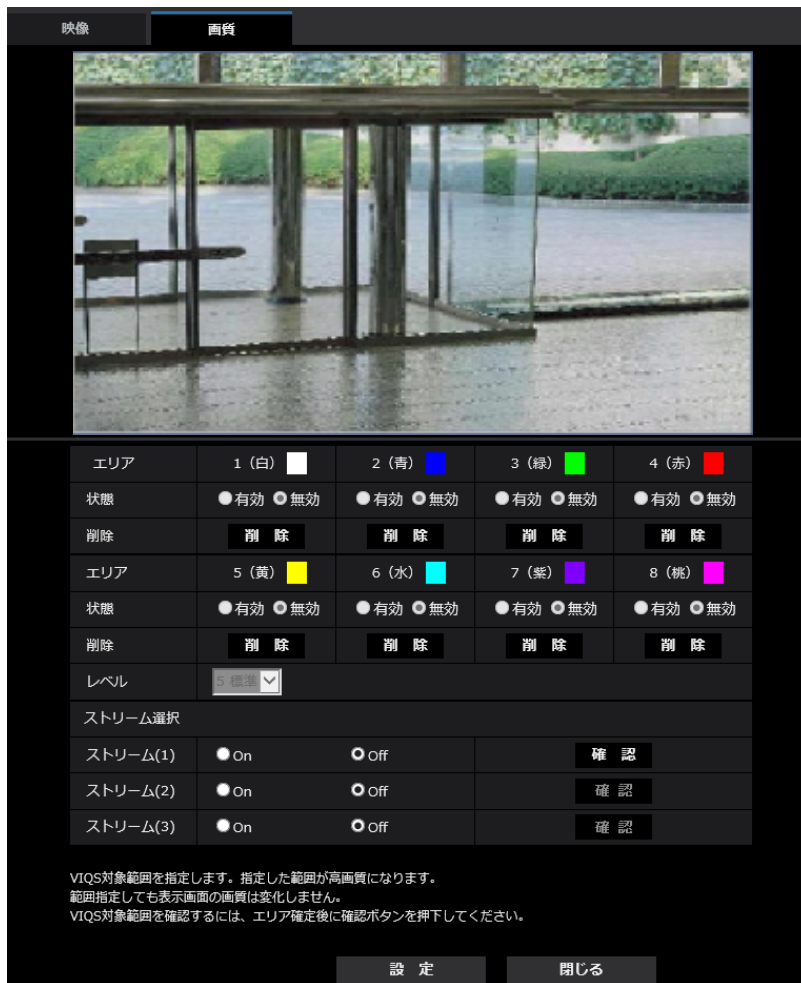 映像 画質
エリア 1（白） 2（青） 3（緑） 4（赤）
状態 有効 無効 有効 無効 有効 無効 有効 無効
削除 削 除 削 除 削 除 削 除
エリア 5（黄） 6（水） 7（紫） 8（桃）
状態 有効 無効 有効 無効 有効 無効 有効 無効
削除 削 除 削 除 削 除 削 除
レベル 5 標準
ストリーム選択
ストリーム(1) On Off 確 認
ストリーム(2) On Off 確 認
ストリーム(3) On Off 確 認
VIQS対象範囲を指定します。指定した範囲が高画質になります。
範囲指定しても表示画面の画質は変化しません。
VIQS対象範囲を確認するには、エリア確定後に確認ボタンを押下してください。
設 定 閉じる